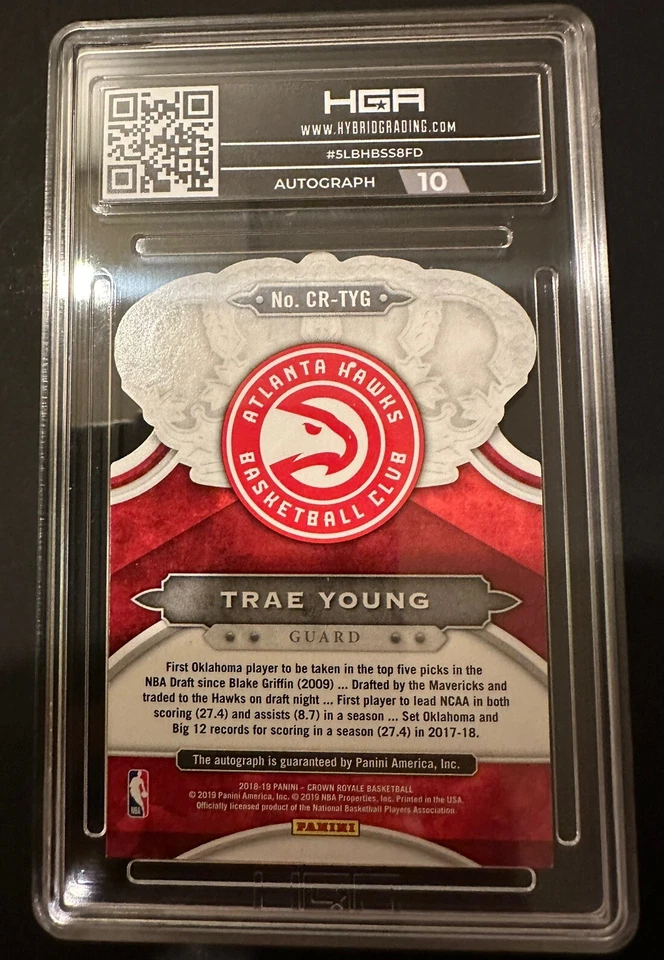 HGA
WWW.HYBRIDGRADING.COM
#5LBHBSS8FD
AUTOGRAPH 10
No. CR-TYG
ATLANTA HAWKS
BASKETBALL CLUB
TRAE YOUNG
GUARD
First Oklahoma player to be taken in the top five picks in the
NBA Draft since Blake Griffin (2009) ... Drafted by the Mavericks and
traded to the Hawks on draft night ... First player to lead NCAA in both
scoring (27.4) and assists (8.7) in a season ... Set Oklahoma and
Big 12 records for scoring in a season (27.4) in 2017-18.
The autograph is guaranteed by Panini America, Inc.
2018-19 PANINI – CROWN ROYALE BASKETBALL
© 2019 Panini America, Inc. © 2019 NBA Properties, Inc. Printed in the USA.
Officially licensed product of the National Basketball Players Association.
NBA
PANINI
HGA